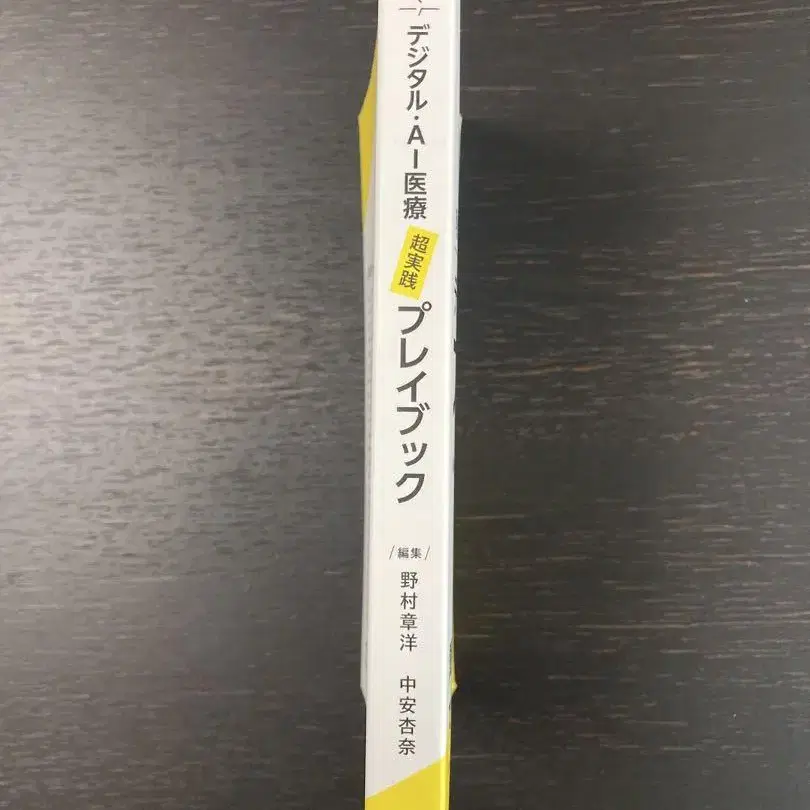 デジタル・AI医療
超実践
プレイブック
編集
野村章洋
中安杏奈